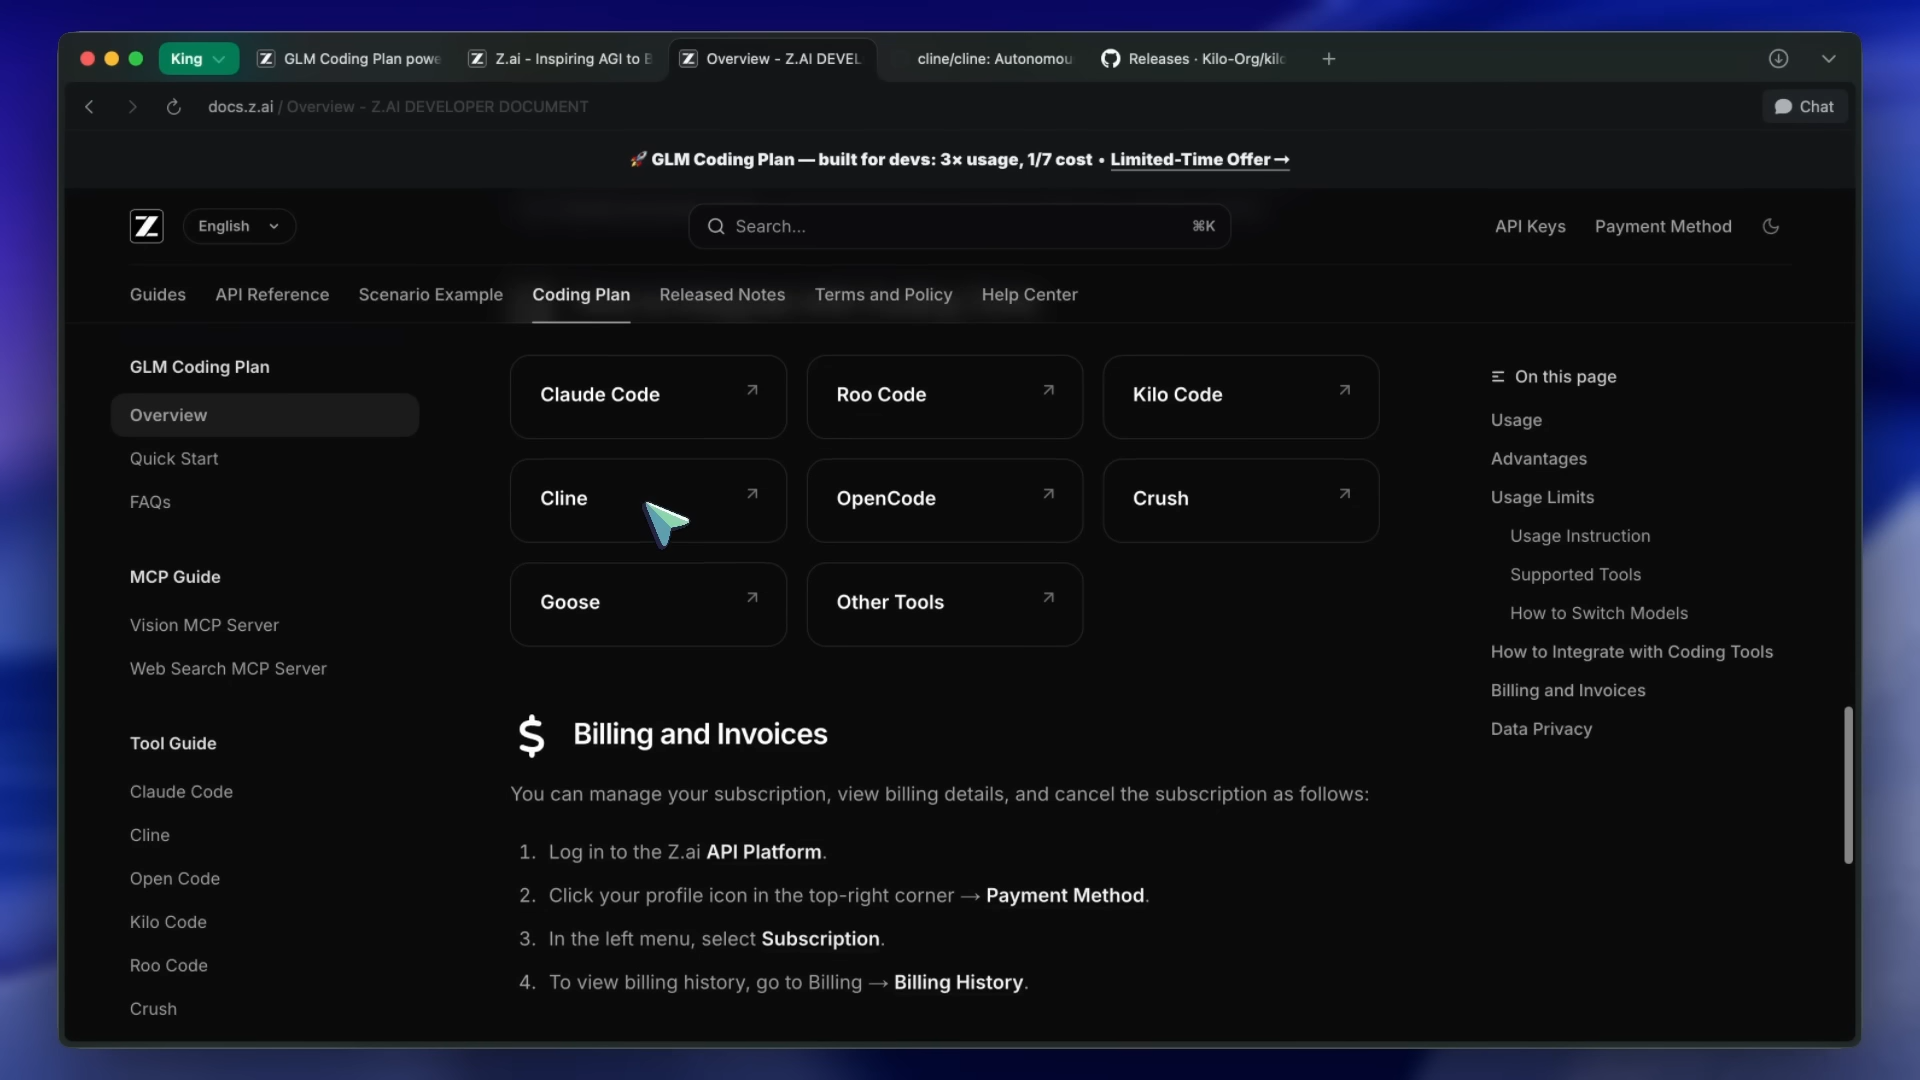 King
GLM Coding Plan powe
Z.ai - Inspiring AGI to B
Overview - Z.AI DEVEL
cline/cline: Autonomou
Releases · Kilo-Org/kilo
docs.z.ai / Overview - Z.AI DEVELOPER DOCUMENT
Chat
🚀 GLM Coding Plan — built for devs: 3× usage, 1/7 cost • Limited-Time Offer →
English
Search...
⌘K
API Keys
Payment Method
Guides
API Reference
Scenario Example
Coding Plan
Released Notes
Terms and Policy
Help Center
GLM Coding Plan
Overview
Quick Start
FAQs
MCP Guide
Vision MCP Server
Web Search MCP Server
Tool Guide
Claude Code
Cline
Open Code
Kilo Code
Roo Code
Crush
Claude Code
Roo Code
Kilo Code
Cline
OpenCode
Crush
Goose
Other Tools
Billing and Invoices
You can manage your subscription, view billing details, and cancel the subscription as follows:
1. Log in to the Z.ai API Platform.
2. Click your profile icon in the top-right corner → Payment Method.
3. In the left menu, select Subscription.
4. To view billing history, go to Billing → Billing History.
On this page
Usage
Advantages
Usage Limits
Usage Instruction
Supported Tools
How to Switch Models
How to Integrate with Coding Tools
Billing and Invoices
Data Privacy